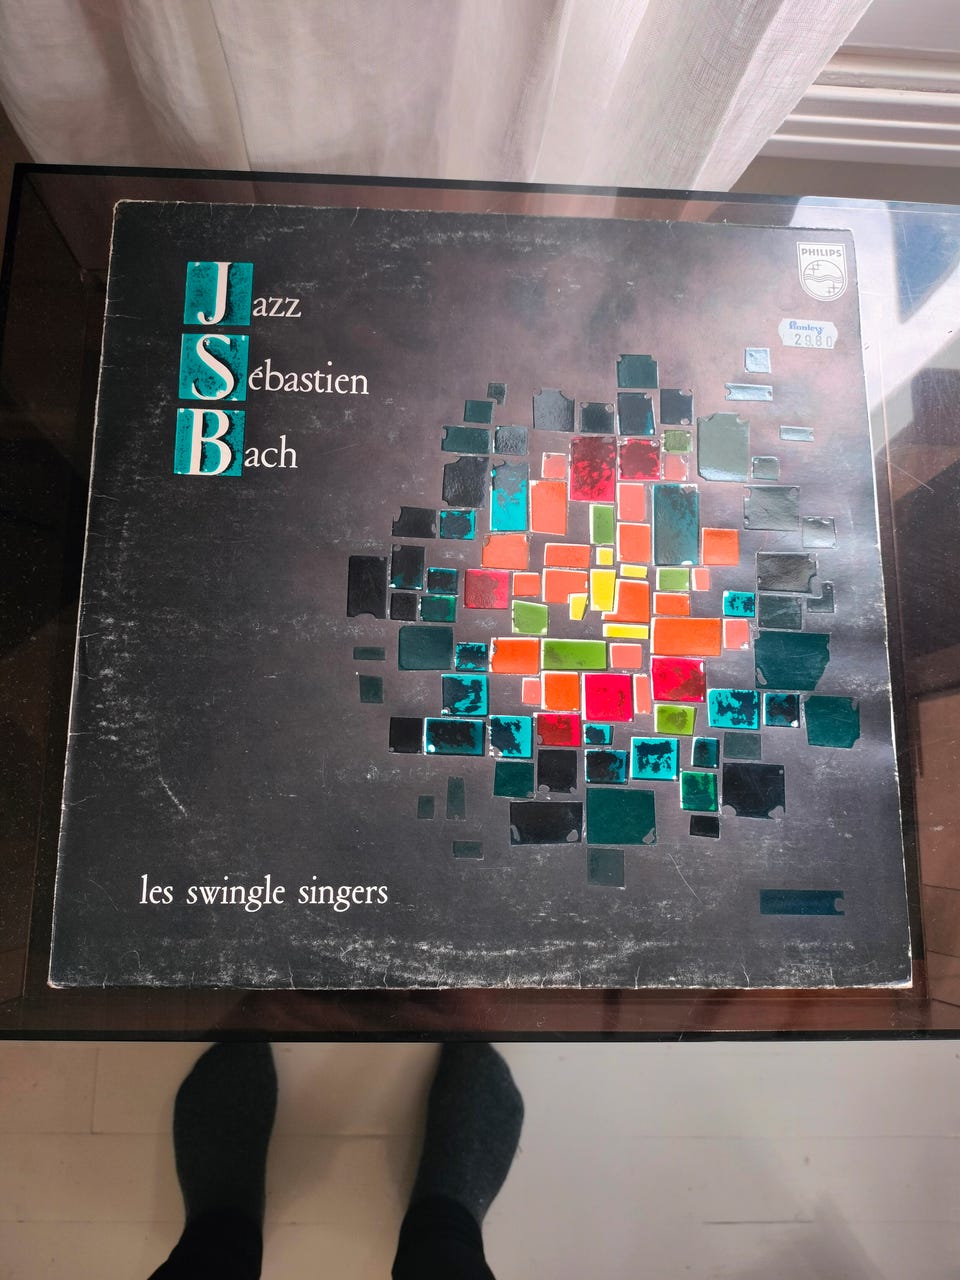 Jazz
Sébastien
Bach
PHILIPS
29.80
les swingle singers